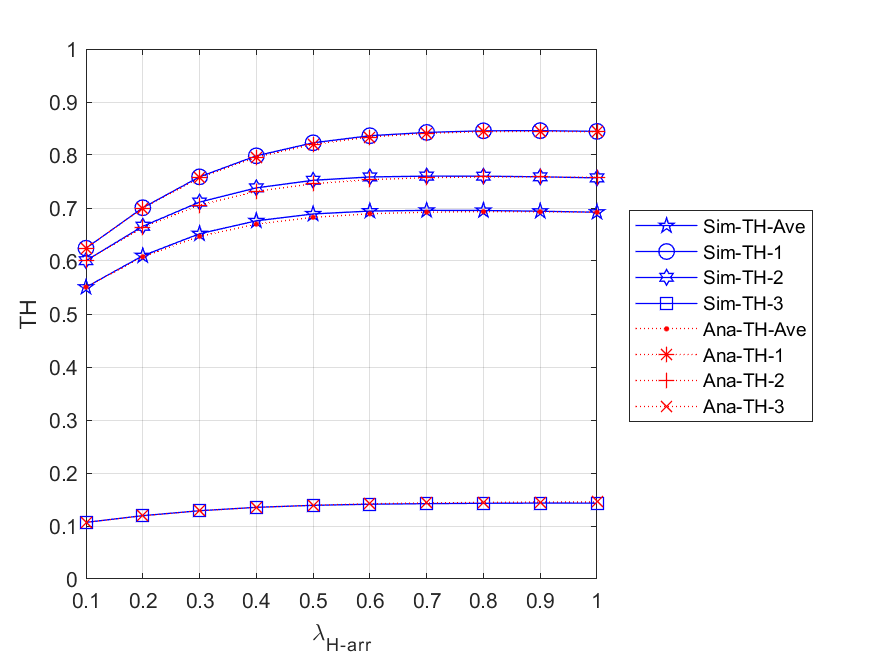 1
0.9
0.8
0.7
0.6
0.5
0.4
0.3
0.2
0.1
0
TH
0.1 0.2 0.3 0.4 0.5 0.6 0.7 0.8 0.9 1
λH-arr
Sim-TH-Ave
Sim-TH-1
Sim-TH-2
Sim-TH-3
Ana-TH-Ave
Ana-TH-1
Ana-TH-2
Ana-TH-3